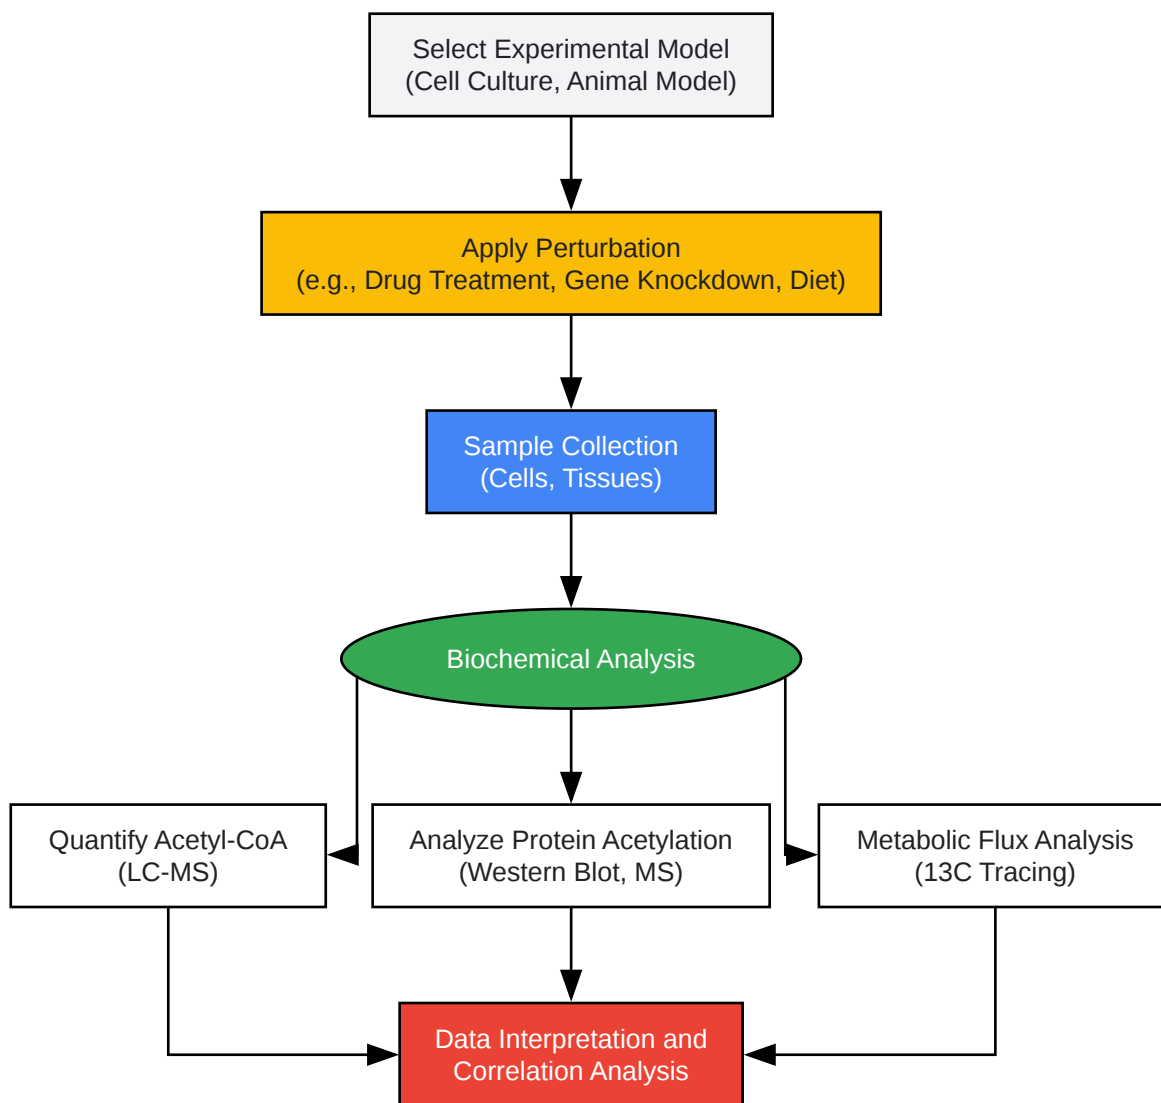 Select Experimental Model
(Cell Culture, Animal Model)
Apply Perturbation
(e.g., Drug Treatment, Gene Knockdown, Diet)
Sample Collection
(Cells, Tissues)
Biochemical Analysis
Quantify Acetyl-CoA
(LC-MS)
Analyze Protein Acetylation
(Western Blot, MS)
Metabolic Flux Analysis
(13C Tracing)
Data Interpretation and
Correlation Analysis